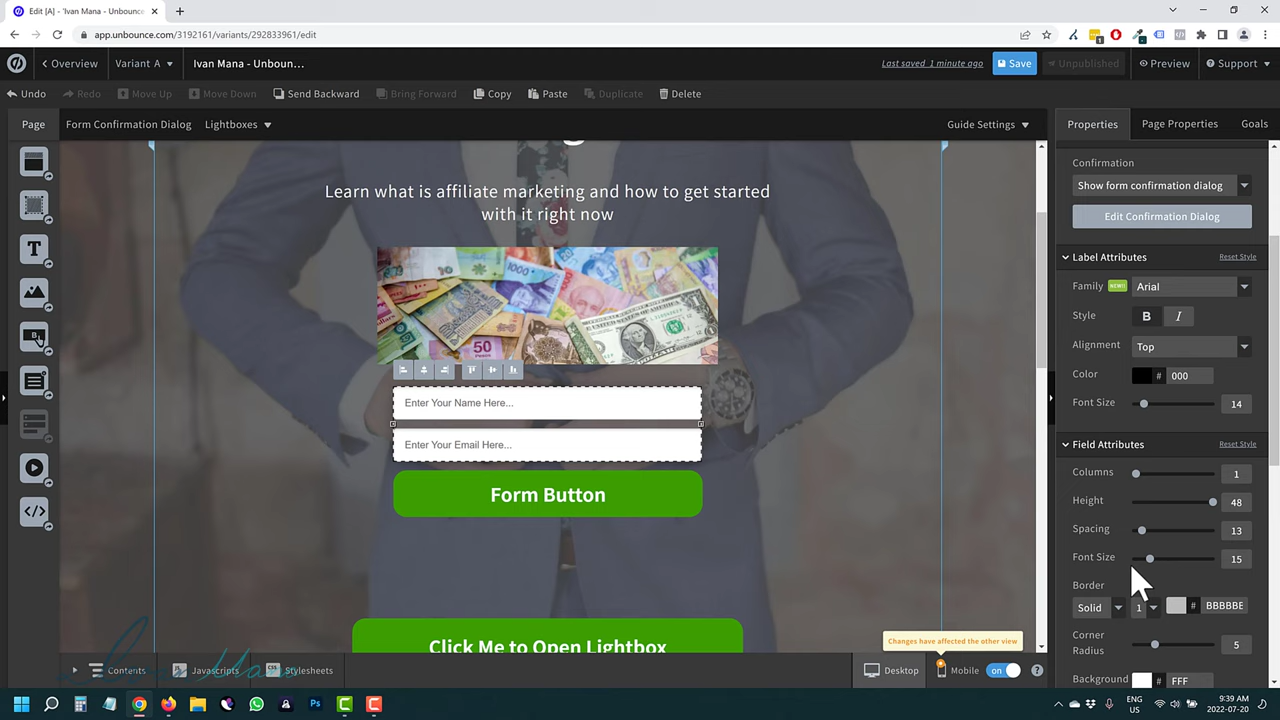 Edit [A] - 'Ivan Mana - Unbounce
app.unbounce.com/3192161/variants/292833961/edit
1
Overview
Variant A
Ivan Mana - Unboun...
Last saved 1 minute ago
Save
Unpublished
Preview
Support
Undo
Redo
Move Up
Move Down
Send Backward
Bring Forward
Copy
Paste
Duplicate
Delete
Page
Form Confirmation Dialog
Lightboxes
Guide Settings
Properties
Page Properties
Goals
Learn what is affiliate marketing and how to get started
with it right now
Enter Your Name Here...
Enter Your Email Here...
Form Button
Click Me to Open Lightbox
Confirmation
Show form confirmation dialog
Edit Confirmation Dialog
Label Attributes
Reset Style
Family NEW!! Arial
Style B I
Alignment Top
Color # 000
Font Size 14
Field Attributes
Reset Style
Columns 1
Height 48
Spacing 13
Font Size 15
Border
Solid 1 # BBBBBE
Corner
Radius 5
Background # FFF
Changes have affected the other view
Contents
Javascripts
Stylesheets
Desktop
Mobile on
ENG
US
9:39 AM
2022-07-20